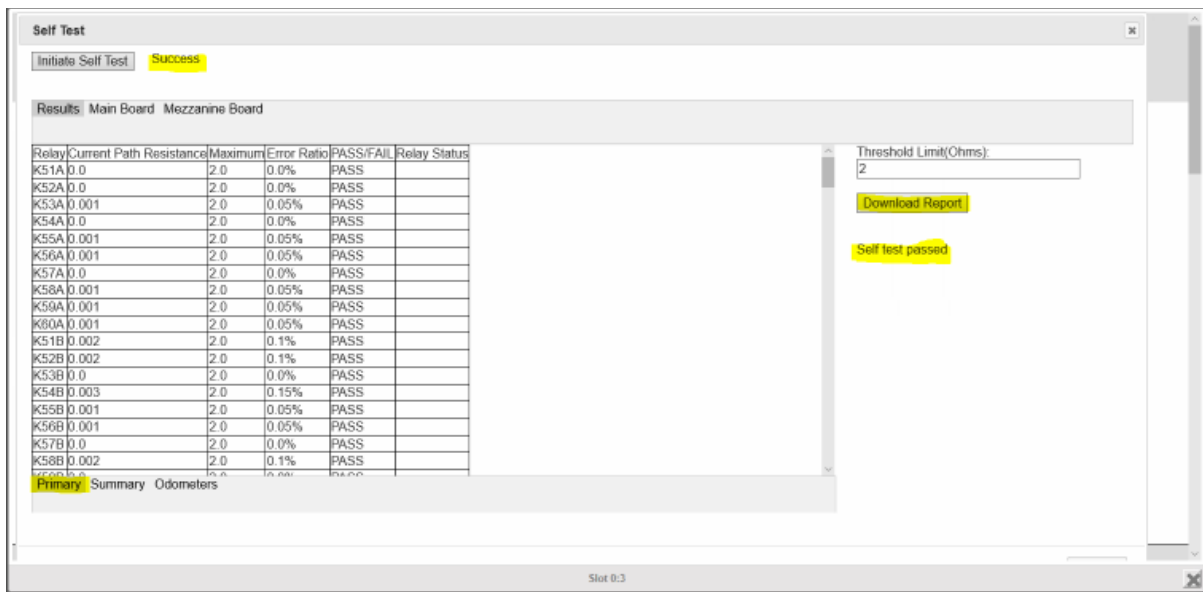 Self Test
Initiate Self Test Success
Results Main Board Mezzanine Board
Relay Current Path Resistance Maximum Error Ratio PASS/FAIL Relay Status
K51A 0.0 2.0 0.0% PASS
K52A 0.0 2.0 0.0% PASS
K53A 0.001 2.0 0.05% PASS
K54A 0.0 2.0 0.0% PASS
K55A 0.001 2.0 0.05% PASS
K56A 0.001 2.0 0.05% PASS
K57A 0.0 2.0 0.0% PASS
K58A 0.001 2.0 0.05% PASS
K59A 0.001 2.0 0.05% PASS
K60A 0.001 2.0 0.05% PASS
K51B 0.002 2.0 0.1% PASS
K52B 0.002 2.0 0.1% PASS
K53B 0.0 2.0 0.0% PASS
K54B 0.003 2.0 0.15% PASS
K55B 0.001 2.0 0.05% PASS
K56B 0.001 2.0 0.05% PASS
K57B 0.0 2.0 0.0% PASS
K58B 0.002 2.0 0.1% PASS
Primary Summary Odometers
Threshold Limit(Ohms):
2
Download Report
Self test passed
Slot 0:3